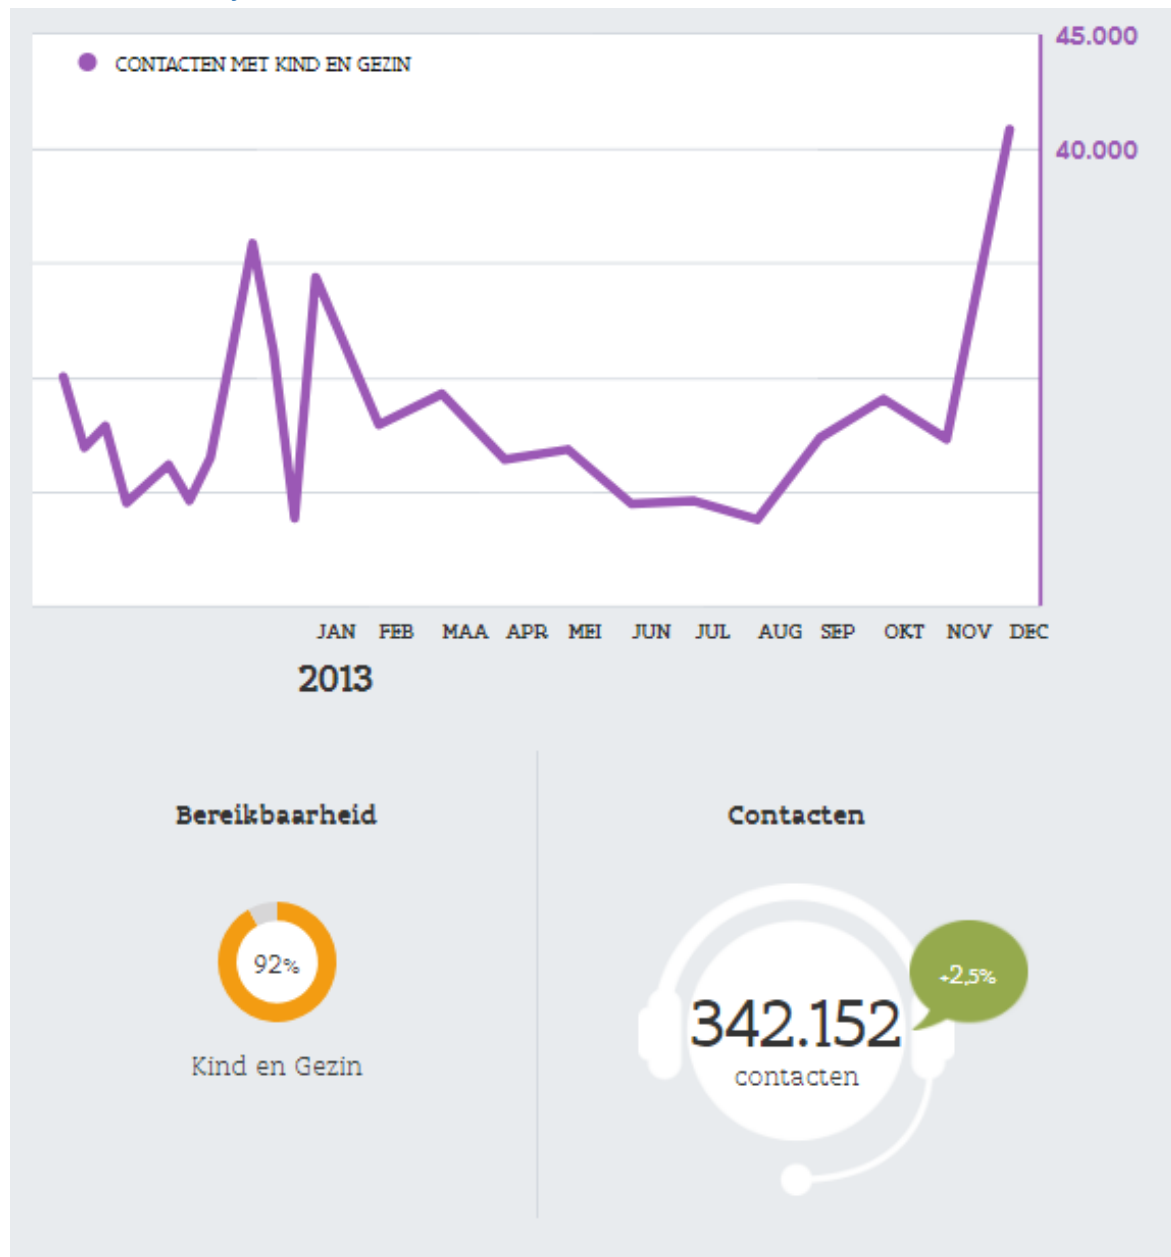 CONTACTEN MET KIND EN GEZIN
45.000
40.000
JAN FEB MAA APR MEI JUN JUL AUG SEP OKT NOV DEC
2013
Bereikbaarheid
92%
Kind en Gezin
Contacten
+2,5%
342.152
contacten